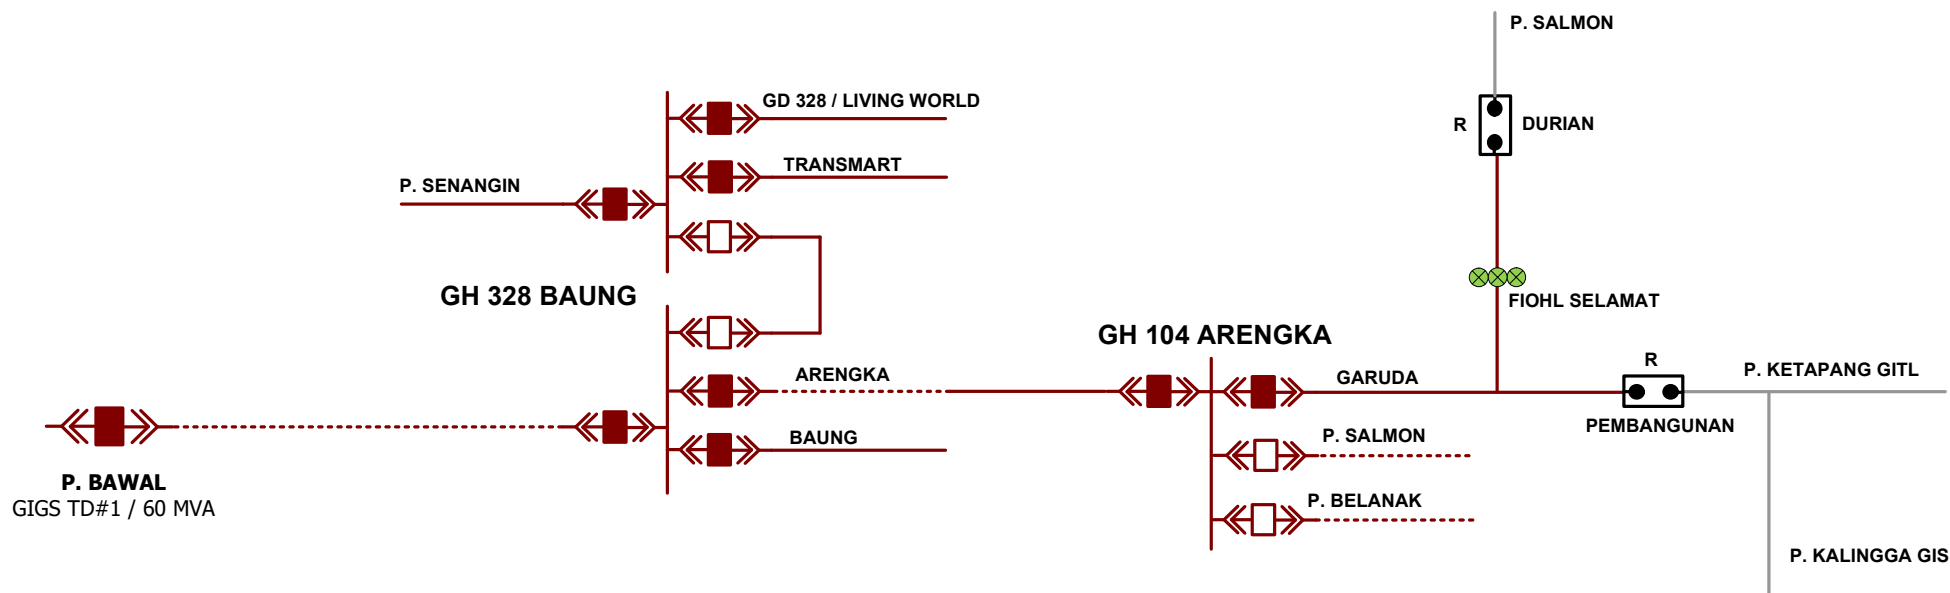 P. SALMON
GD 328 / LIVING WORLD
R
DURIAN
TRANSMART
P. SENANGIN
GH 328 BAUNG
FIOHL SELAMAT
GH 104 ARENGKA
R
ARENGKA
GARUDA
P. KETAPANG GITL
BAUNG
P. SALMON
PEMBANGUNAN
P. BAWAL
GIGS TD#1 / 60 MVA
P. BELANAK
P. KALINGGA GIS